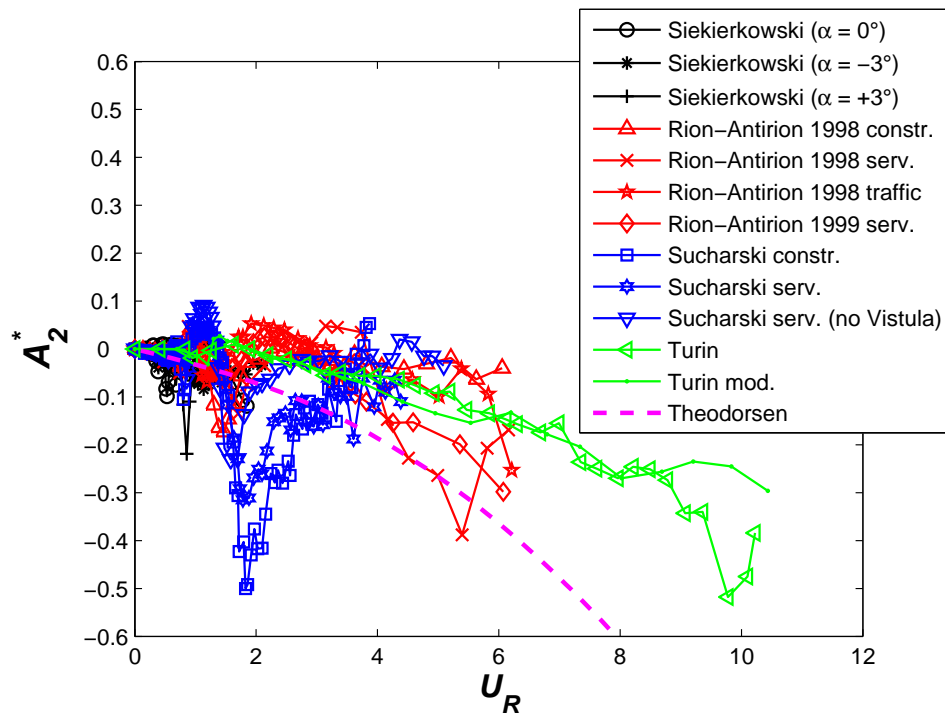 Siekierkowski (α = 0°)
Siekierkowski (α = −3°)
Siekierkowski (α = +3°)
Rion−Antirion 1998 constr.
Rion−Antirion 1998 serv.
Rion−Antirion 1998 traffic
Rion−Antirion 1999 serv.
Sucharski constr.
Sucharski serv.
Sucharski serv. (no Vistula)
Turin
Turin mod.
Theodorsen
0.6
0.5
0.4
0.3
0.2
0.1
0
−0.1
−0.2
−0.3
−0.4
−0.5
−0.6
A2*
0 2 4 6 8 10 12
UR